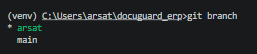 (venv) C:\Users\arsat\docuguard_erp>git branch
* arsat
  main